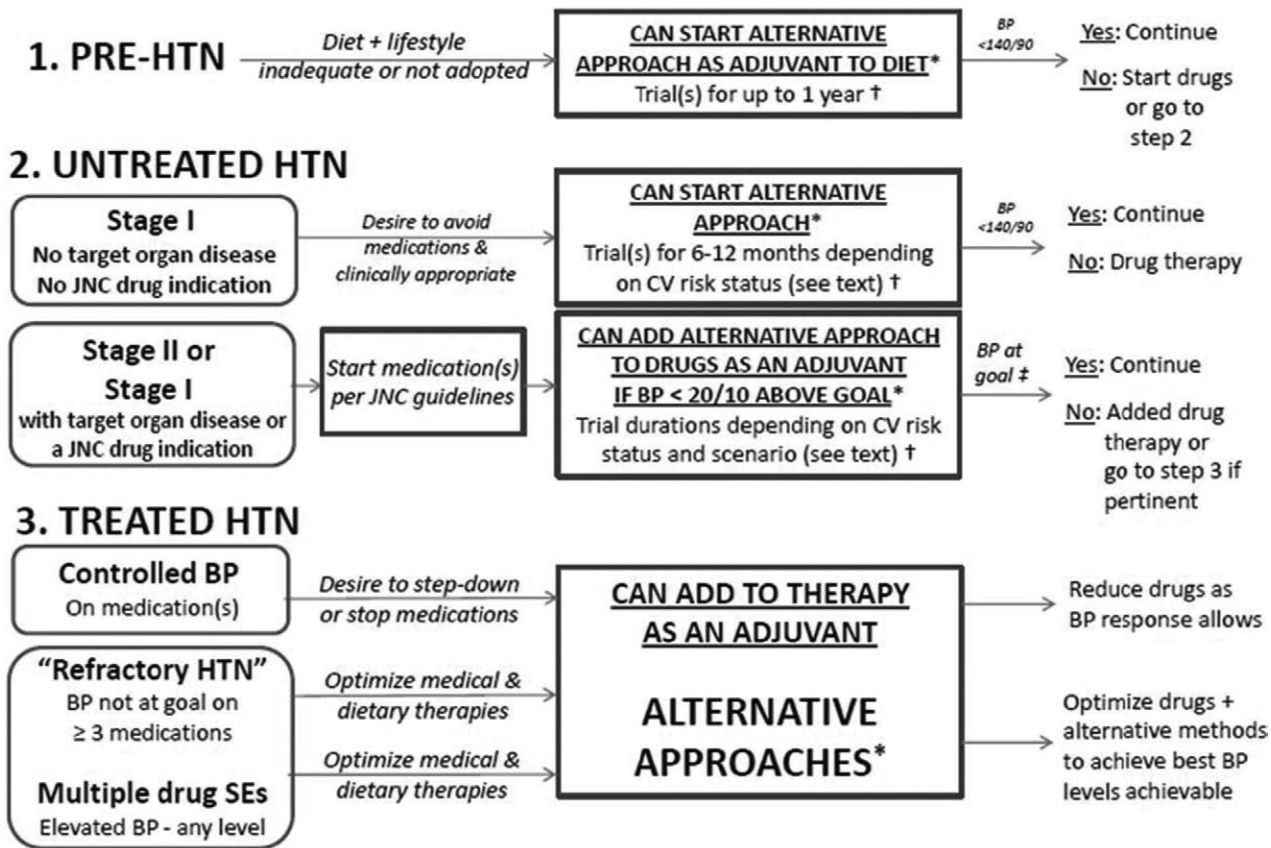 1. PRE-HTN
Diet + lifestyle
inadequate or not adopted
CAN START ALTERNATIVE
APPROACH AS ADJUVANT TO DIET*
Trial(s) for up to 1 year †
BP
<140/90
Yes: Continue
No: Start drugs
or go to
step 2
2. UNTREATED HTN
Stage I
No target organ disease
No JNC drug indication
Desire to avoid
medications &
clinically appropriate
CAN START ALTERNATIVE
APPROACH*
Trial(s) for 6-12 months depending
on CV risk status (see text) †
BP
<140/90
Yes: Continue
No: Drug therapy
Stage II or
Stage I
with target organ disease or
a JNC drug indication
Start medication(s)
per JNC guidelines
CAN ADD ALTERNATIVE APPROACH
TO DRUGS AS AN ADJUVANT
IF BP < 20/10 ABOVE GOAL*
Trial durations depending on CV risk
status and scenario (see text) †
BP at
goal ‡
Yes: Continue
No: Added drug
therapy or
go to step 3 if
pertinent
3. TREATED HTN
Controlled BP
On medication(s)
Desire to step-down
or stop medications
"Refractory HTN"
BP not at goal on
≥ 3 medications
Optimize medical &
dietary therapies
Multiple drug SEs
Elevated BP - any level
Optimize medical &
dietary therapies
CAN ADD TO THERAPY
AS AN ADJUVANT
ALTERNATIVE
APPROACHES*
Reduce drugs as
BP response allows
Optimize drugs +
alternative methods
to achieve best BP
levels achievable